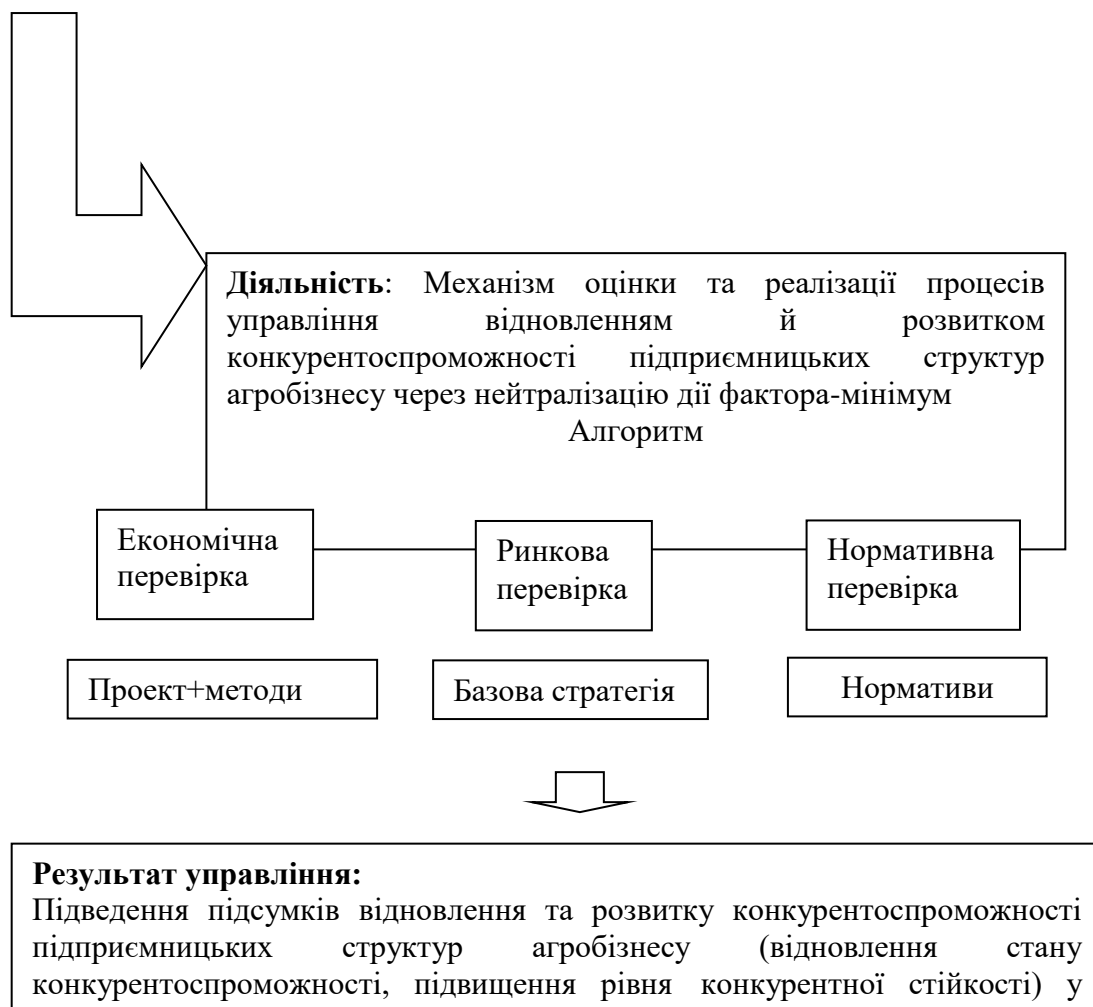 Діяльність: Механізм оцінки та реалізації процесів
управління відновленням й розвитком
конкурентоспроможності підприємницьких структур
агробізнесу через нейтралізацію дії фактора-мінімум
Алгоритм
Економічна
перевірка
Ринкова
перевірка
Нормативна
перевірка
Проект+методи
Базова стратегія
Нормативи
Результат управління:
Підведення підсумків відновлення та розвитку конкурентоспроможності
підприємницьких структур агробізнесу (відновлення стану
конкурентоспроможності, підвищення рівня конкурентної стійкості) у